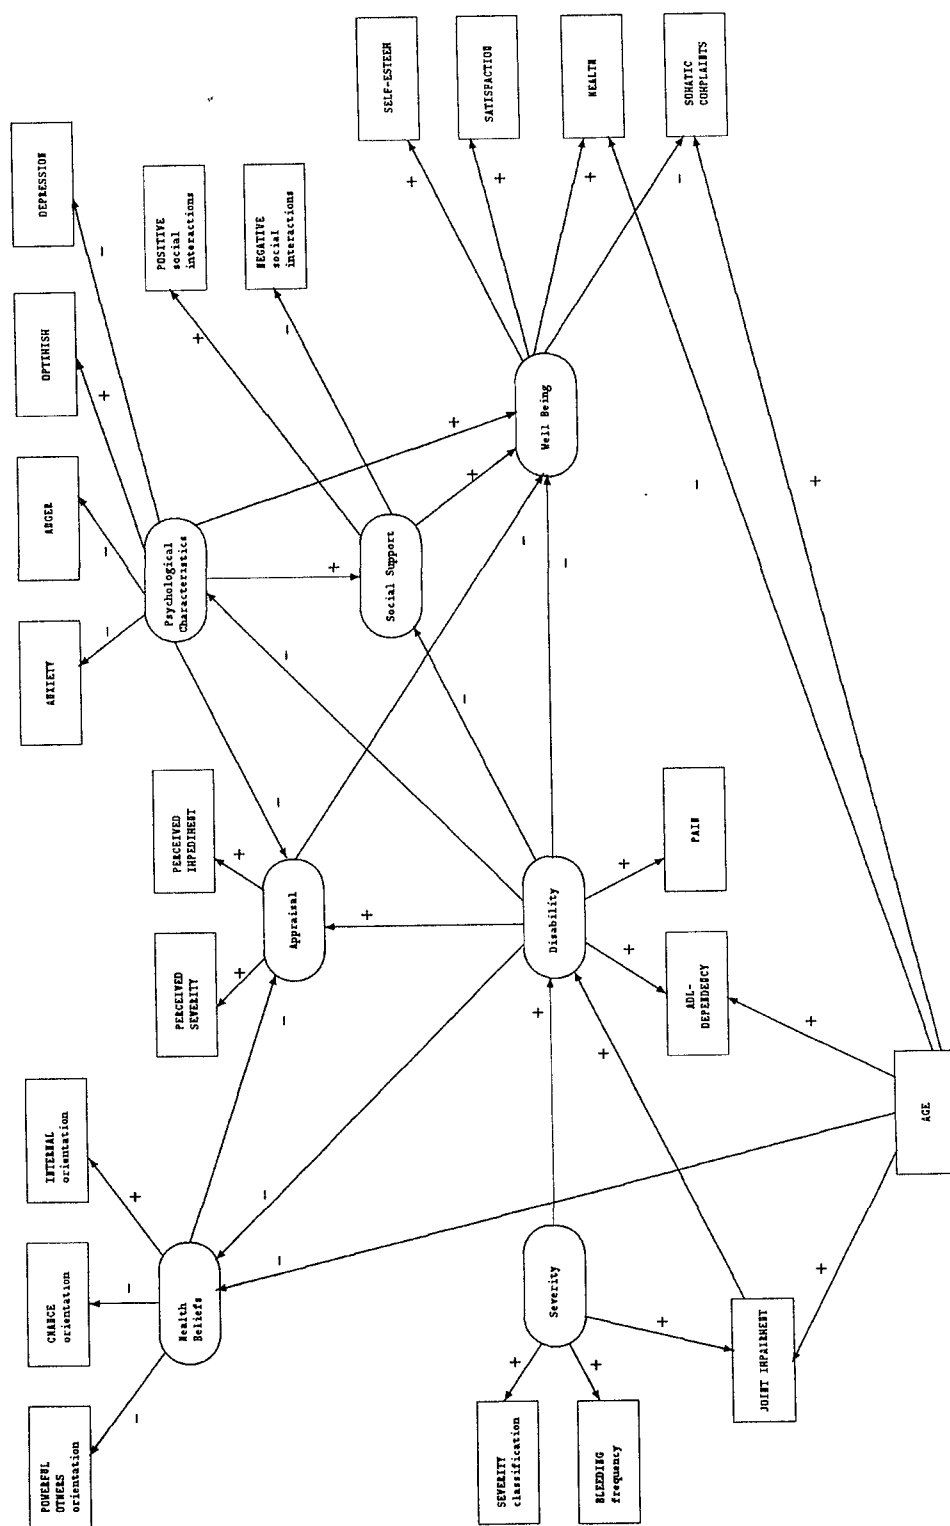 POWERFUL
OTHERS
orientation
CHANCE
orientation
INTERNAL
orientation
ANXIETY
ANGER
OPTIMISM
DEPRESSION
-
-
+
-
-
+
-
Health
Beliefs
PERCEIVED
SEVERITY
PERCEIVED
IMPEDIMENT
Psychological
Characteristics
POSITIVE
social
interactions
+
+
+
-
-
-
-
-
Appraisal
-
NEGATIVE
social
interactions
-
+
+
Social Support
SELF-ESTEEM
+
-
+
+
SEVERITY
classification
SATISFACTION
+
+
-
+
Severity
Disability
Well Being
+
-
BLEEDING
frequency
HEALTH
+
+
+
+
+
+
-
ADL-
DEPENDENCY
PAIN
-
SOMATIC
COMPLAINTS
JOINT IMPAIRMENT
+
+
+
AGE